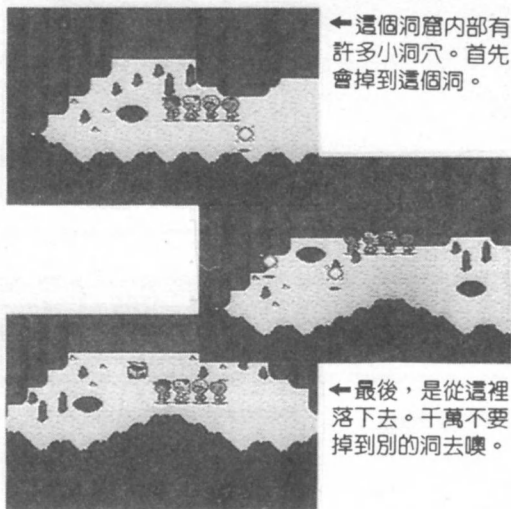 ←這個洞窟內部有
許多小洞穴。首先
會掉到這個洞。
←最後，是從這裡
落下去。千萬不要
掉到別的洞去噢。